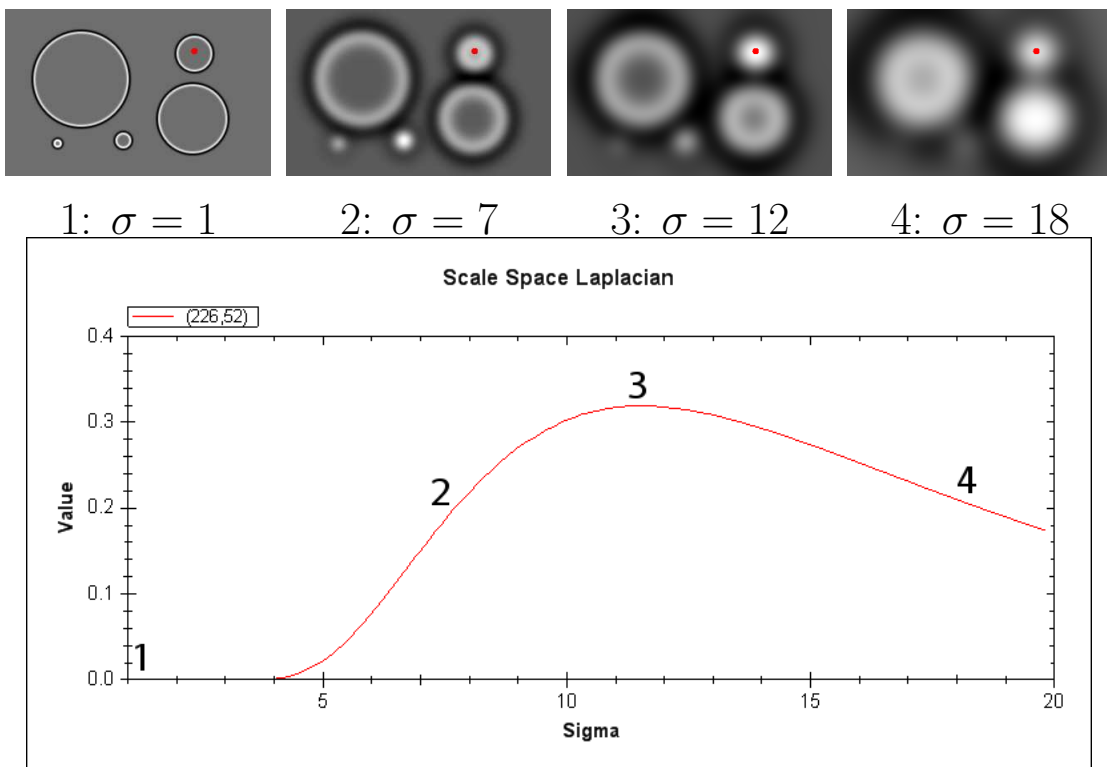 1: σ = 1 2: σ = 7 3: σ = 12 4: σ = 18
Scale Space Laplacian
(226,52)
0.4
0.3
0.2
0.1
0.0
Value
1
2
3
4
5 10 15 20
Sigma